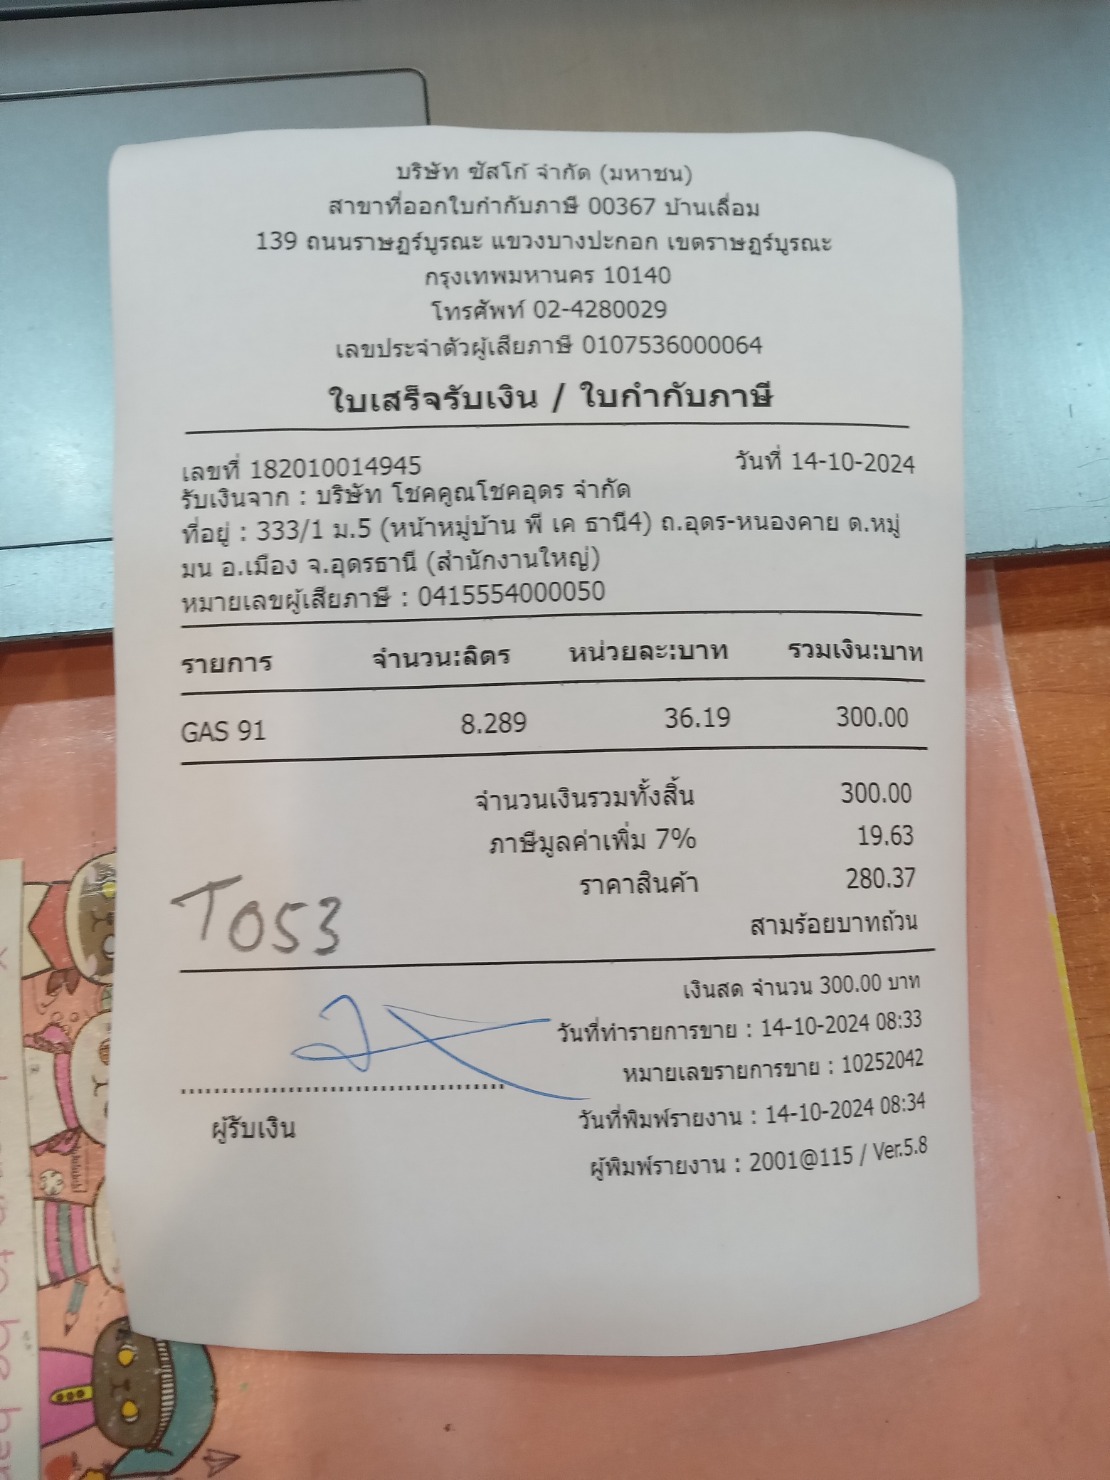 บริษัท ซัสโก้ จำกัด (มหาชน)
สาขาที่ออกใบกำกับภาษี 00367 บ้านเลื่อม
139 ถนนราษฎร์บูรณะ แขวงบางปะกอก เขตราษฎร์บูรณะ
กรุงเทพมหานคร 10140
โทรศัพท์ 02-4280029
เลขประจำตัวผู้เสียภาษี 0107536000064
ใบเสร็จรับเงิน / ใบกำกับภาษี
เลขที่ 182010014945 วันที่ 14-10-2024
รับเงินจาก : บริษัท โชคคูณโชคอุดร จำกัด
ที่อยู่ : 333/1 ม.5 (หน้าหมู่บ้าน พี เค ธานี4) ถ.อุดร-หนองคาย ต.หมู
มน อ.เมือง จ.อุดรธานี (สำนักงานใหญ่)
หมายเลขผู้เสียภาษี : 0415554000050
รายการ จำนวน:ลิตร หน่วยละ:บาท รวมเงิน:บาท
GAS 91 8.289 36.19 300.00
จำนวนเงินรวมทั้งสิ้น 300.00
ภาษีมูลค่าเพิ่ม 7% 19.63
ราคาสินค้า 280.37
T053
สามร้อยบาทถ้วน
เงินสด จำนวน 300.00 บาท
วันที่ทำรายการขาย : 14-10-2024 08:33
หมายเลขรายการขาย : 10252042
ผู้รับเงิน
วันที่พิมพ์รายงาน : 14-10-2024 08:34
ผู้พิมพ์รายงาน : 2001@115 / Ver.5.8